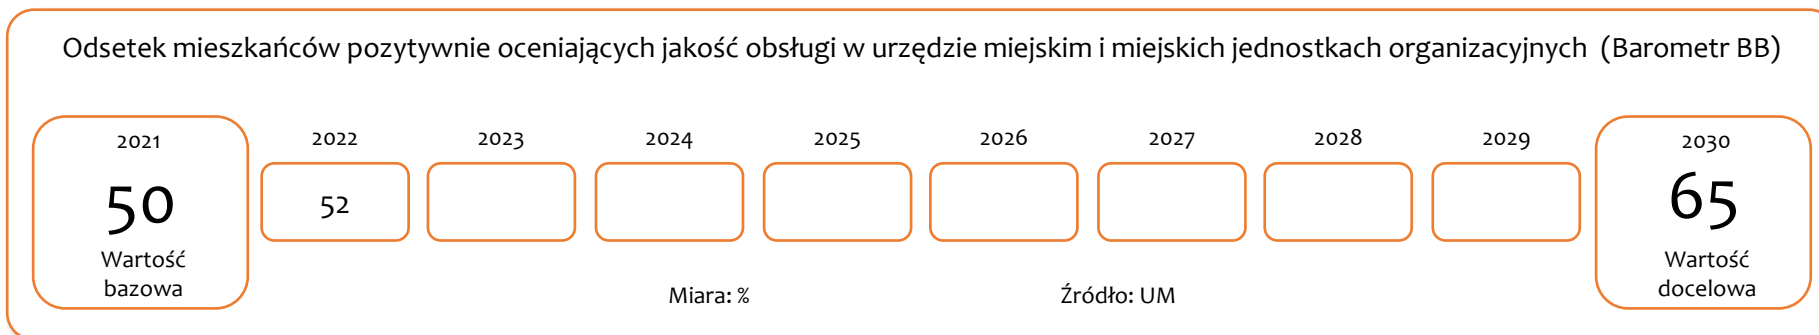 Odsetek mieszkańców pozytywnie oceniających jakość obsługi w urzędzie miejskim i miejskich jednostkach organizacyjnych (Barometr BB)
2021 2022 2023 2024 2025 2026 2027 2028 2029 2030
50 52 65
Wartość bazowa
Wartość docelowa
Miara: % Źródło: UM